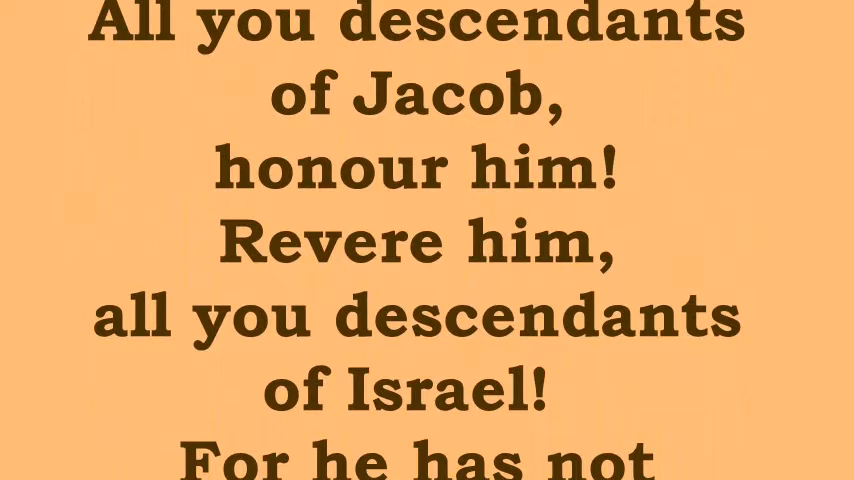 All you descendants
of Jacob,
honour him!
Revere him,
all you descendants
of Israel!
For he has not